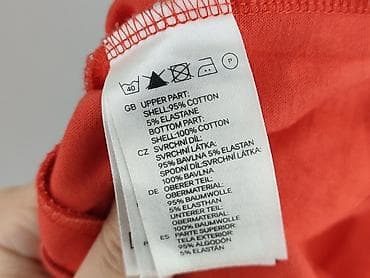 40 P
GB UPPER PART:
SHELL:95% COTTON
5% ELASTANE
BOTTOM PART:
SHELL:100% COTTON
CZ SVRCHNÍ DÍL:
SVRCHNÍ LÁTKA:
95% BAVLNA 5% ELASTAN
SPODNÍ DÍL:SVRCHNÍ LÁTKA:
100% BAVLNA
DE OBERER TEIL:
OBERMATERIAL:
95% BAUMWOLLE
5% ELASTHAN
UNTERER TEIL:
OBERMATERIAL:
100% BAUMWOLLE
ES PARTE SUPERIOR:
TELA EXTERIOR:
95% ALGODÓN
5% ELASTÁN